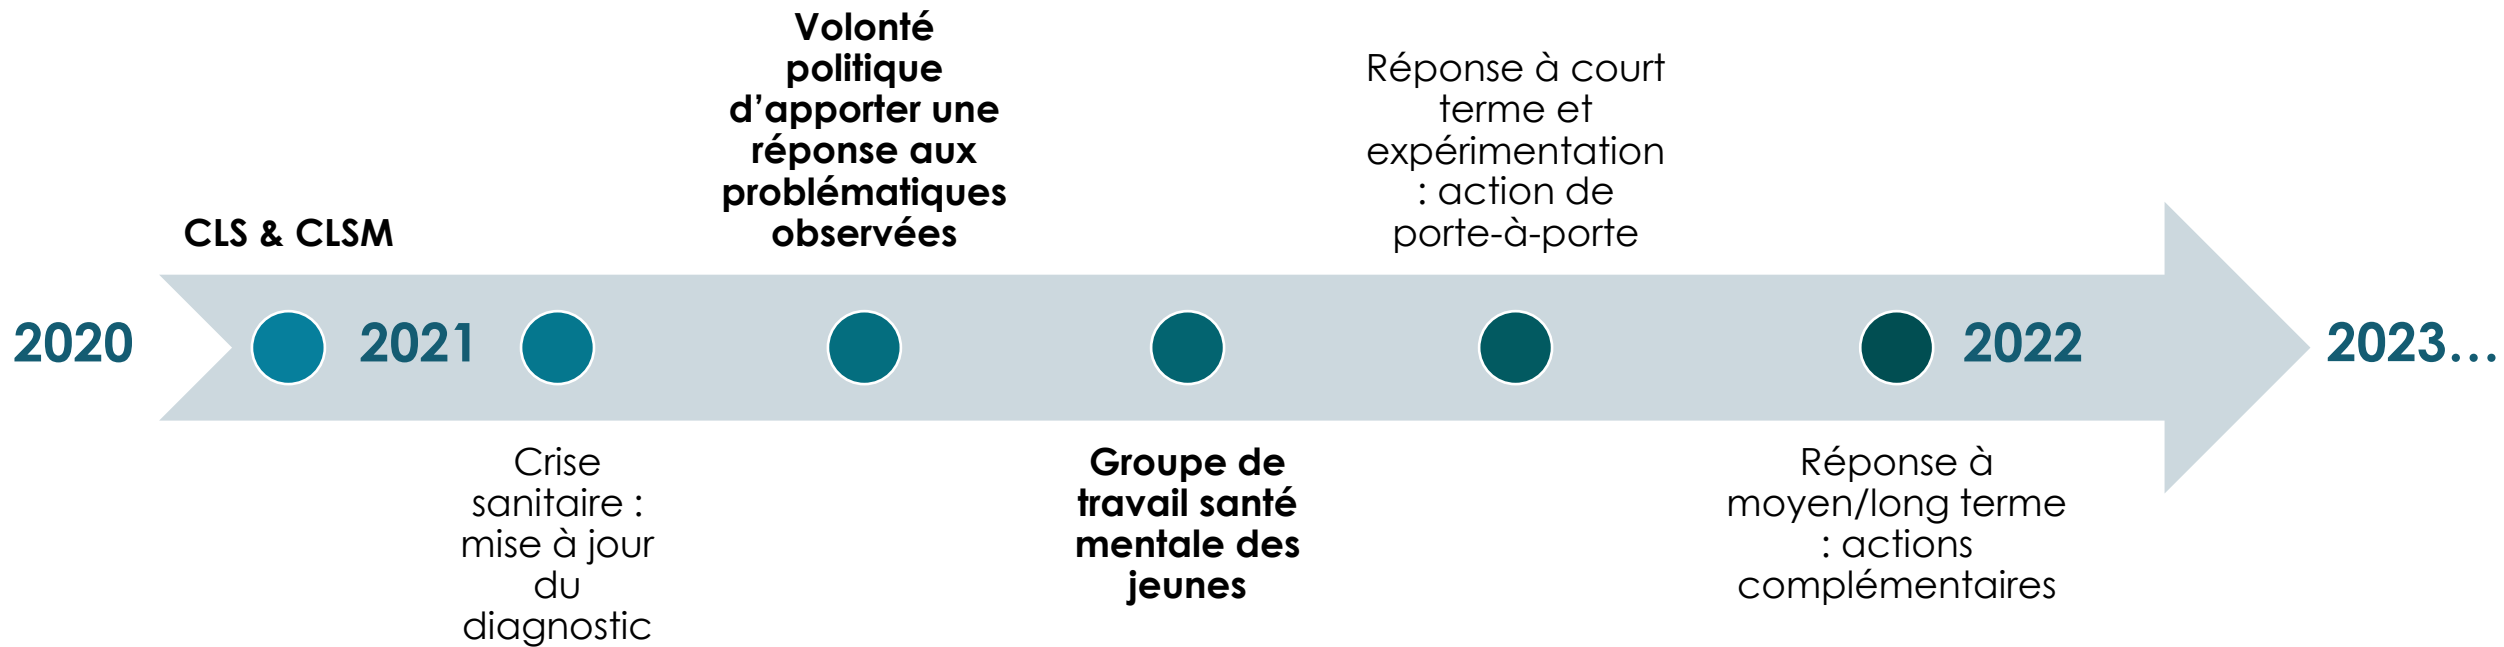 Volonté
politique
d’apporter une
réponse aux
problématiques
observées
Réponse à court
terme et
expérimentation
: action de
porte-à-porte
CLS & CLSM
2020
2021
2022
2023…
Crise
sanitaire :
mise à jour
du
diagnostic
Groupe de
travail santé
mentale des
jeunes
Réponse à
moyen/long terme
: actions
complémentaires